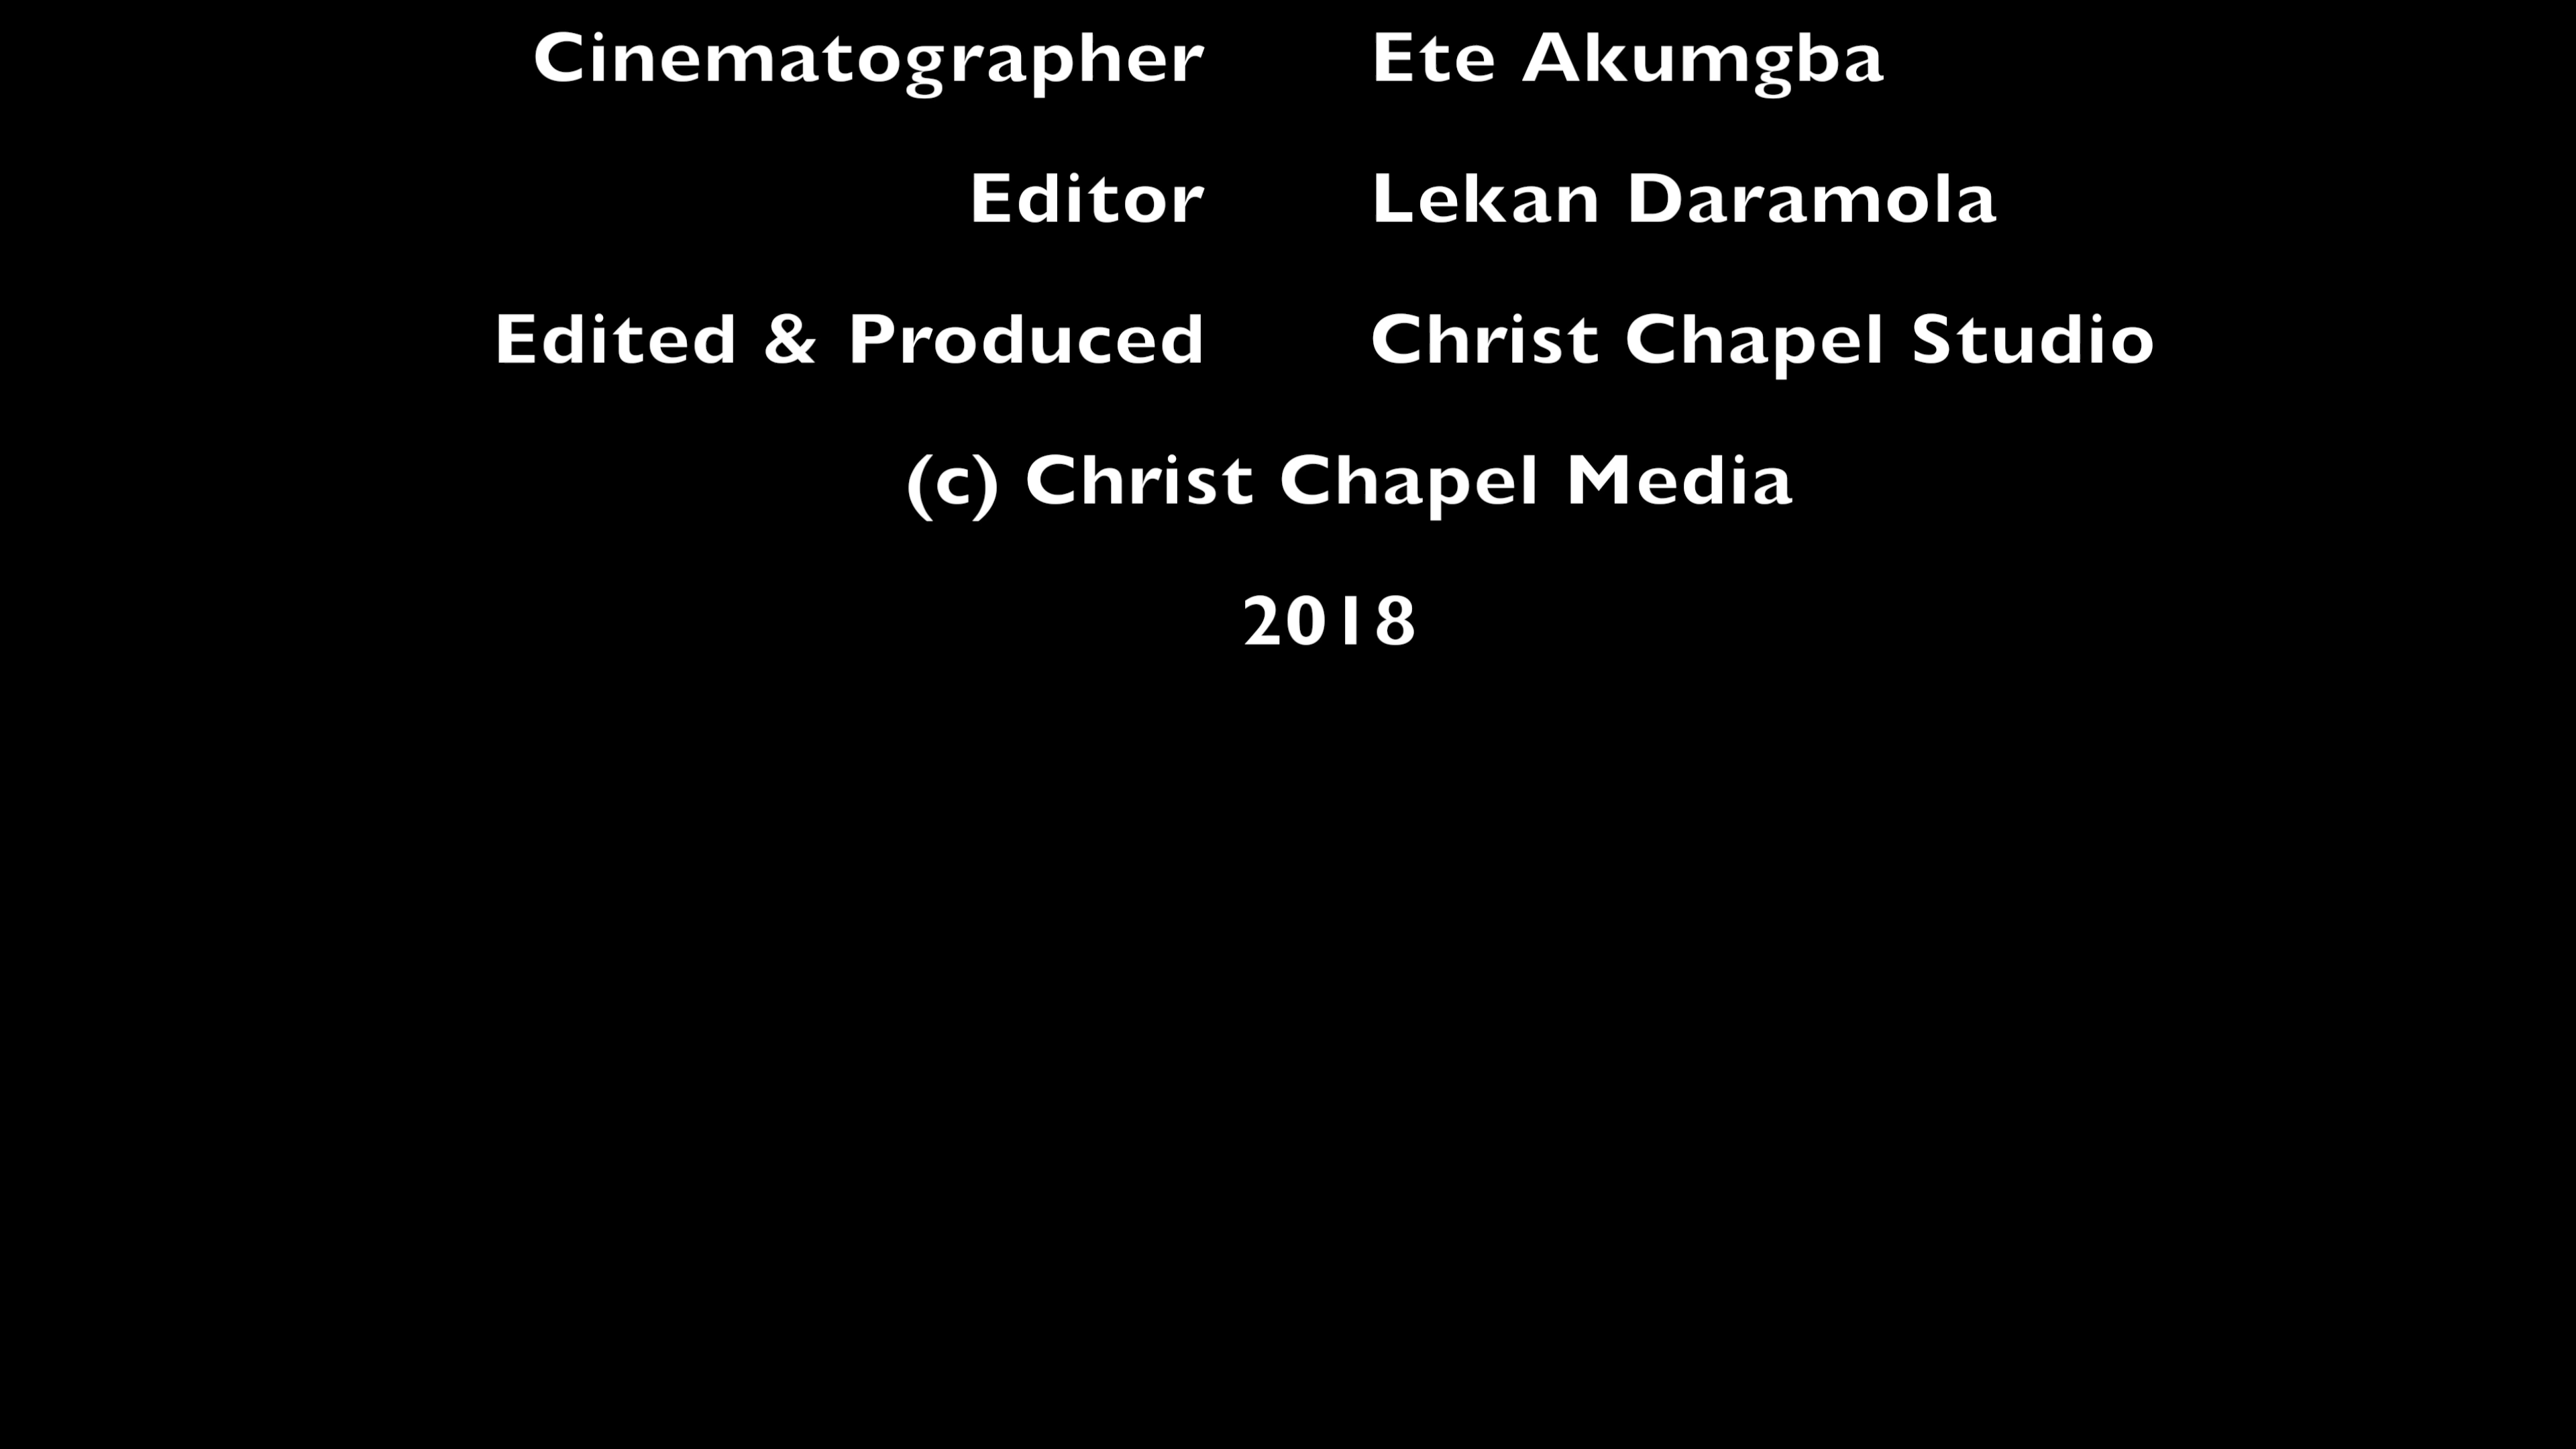 Cinematographer Ete Akumgba
Editor Lekan Daramola
Edited & Produced Christ Chapel Studio
(c) Christ Chapel Media
2018